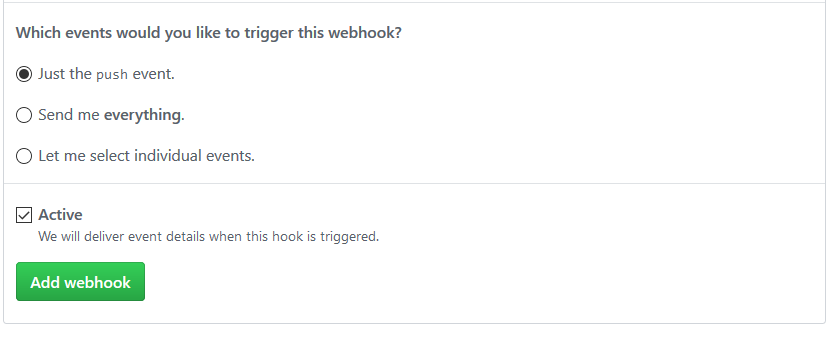 Which events would you like to trigger this webhook?
Just the push event.
Send me everything.
Let me select individual events.
Active
We will deliver event details when this hook is triggered.
Add webhook